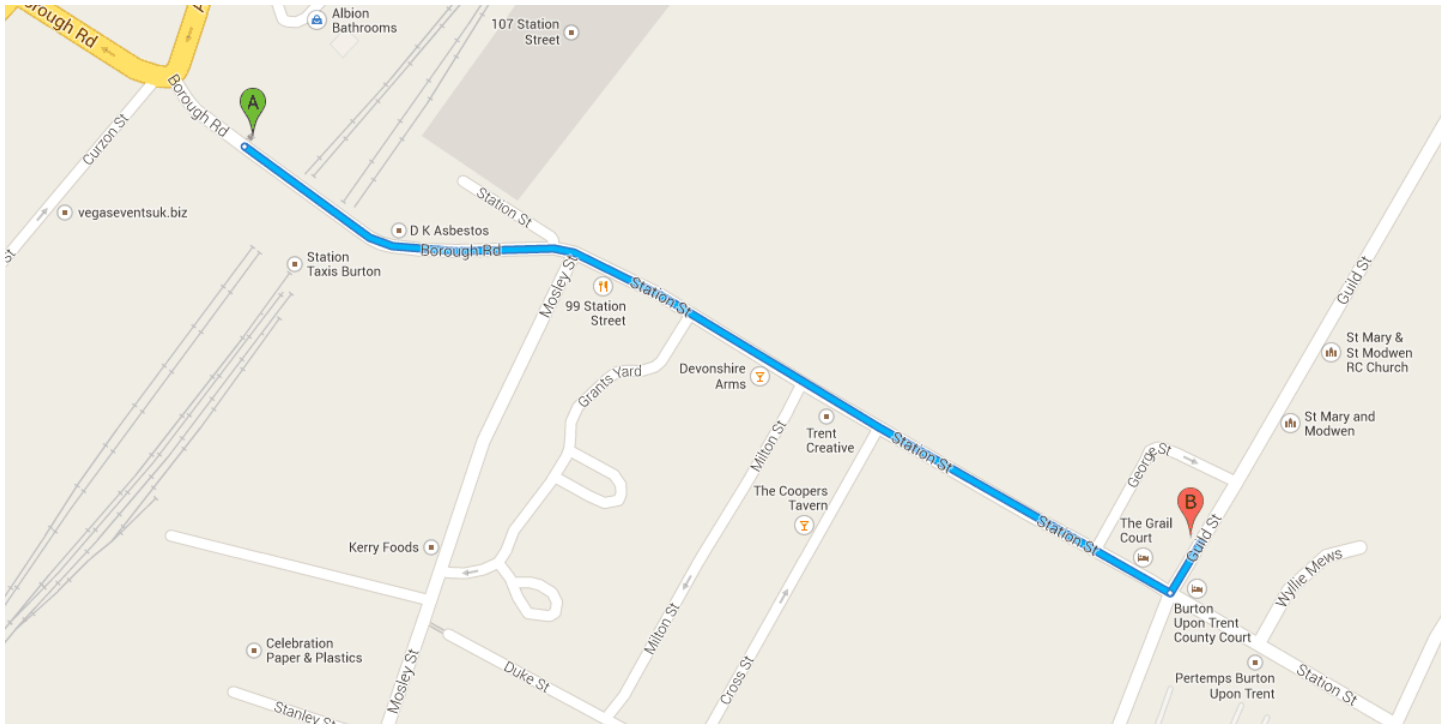 orough Rd
Albion
Bathrooms
107 Station
Street
Borough Rd
A
Curzon St
vegaseventsuk.biz
Station St
D K Asbestos
Borough Rd
Station
Taxis Burton
St
Mosley St
99 Station
Street
Station St
Guild St
St Mary &
St Modwen
RC Church
Devonshire
Arms
Grants Yard
Trent
Creative
Milton St
St Mary and
Modwen
Station St
George St
The Coopers
Tavern
B
The Grail
Court
Station St
Guild St
Kerry Foods
Wyllie Mews
Burton
Upon Trent
County Court
Milton St
Celebration
Paper & Plastics
Mosley St
Duke St
Cross St
Pertemps Burton
Upon Trent
Station St
Stanley St